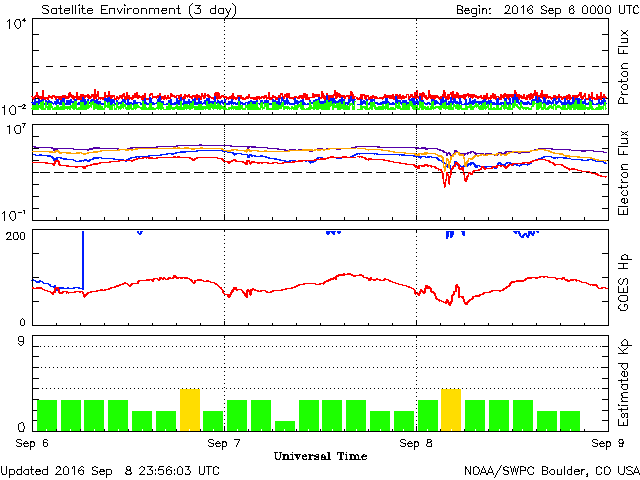 Satellite Environment (3 day) Begin: 2016 Sep 6 0000 UTC
10⁴
10⁻²
Proton Flux
10⁷
10⁻¹
Electron Flux
200
0
GOES Hp
9
0
Estimated Kp
Sep 6 Sep 7 Sep 8 Sep 9
Universal Time
Updated 2016 Sep 8 23:56:03 UTC NOAA/SWPC Boulder, CO USA